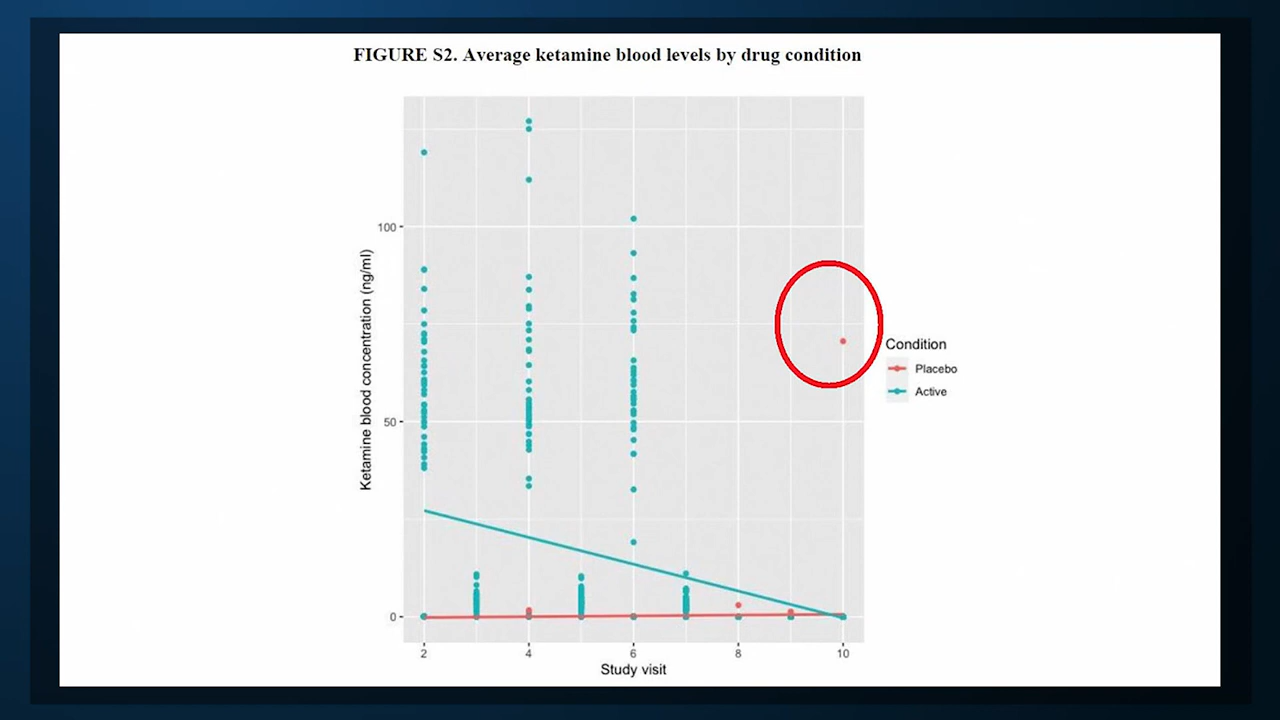 FIGURE S2. Average ketamine blood levels by drug condition
Ketamine blood concentration (ng/ml)
100
50
0
2
4
6
8
10
Study visit
Condition
Placebo
Active